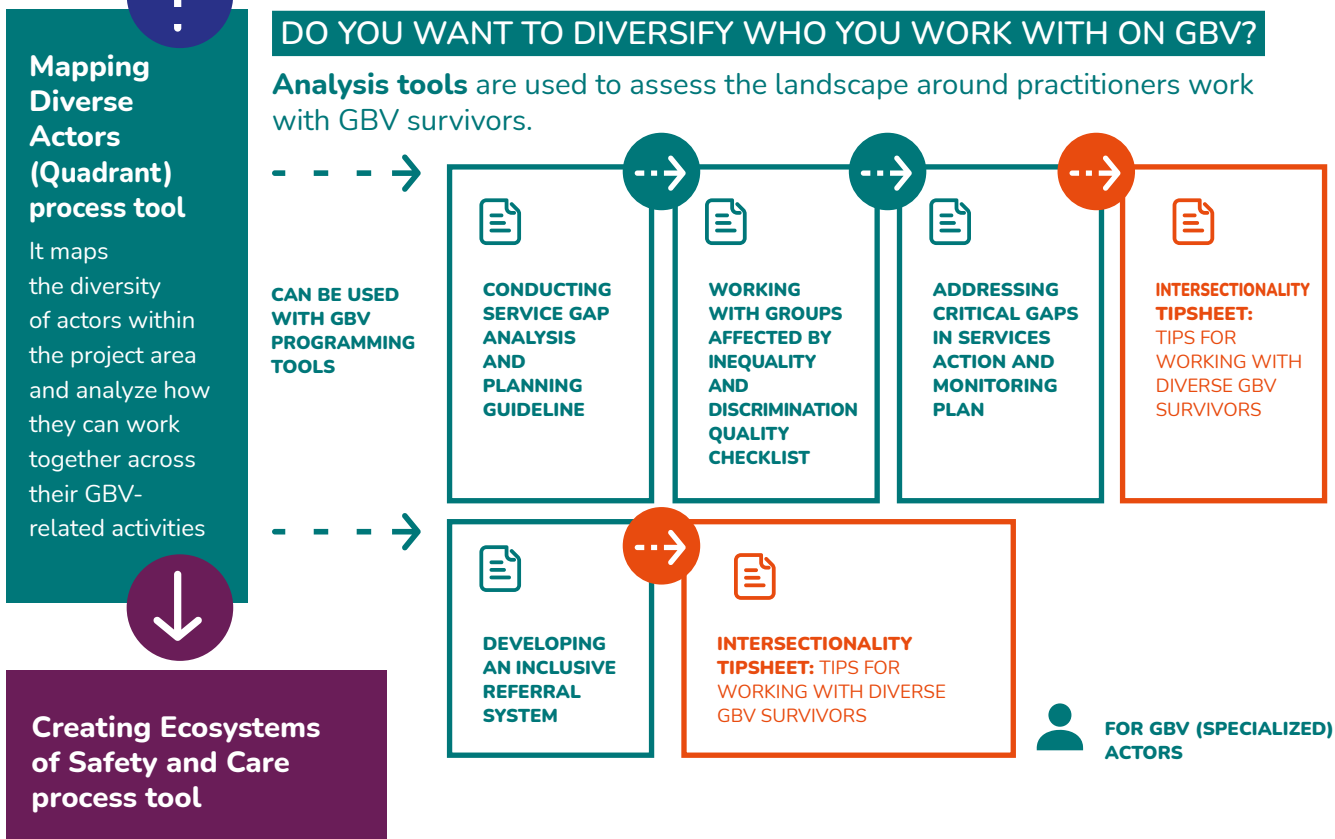 Mapping
Diverse
Actors
(Quadrant)
process tool
It maps
the diversity
of actors within
the project area
and analyze how
they can work
together across
their GBV-
related activities
DO YOU WANT TO DIVERSIFY WHO YOU WORK WITH ON GBV?
Analysis tools are used to assess the landscape around practitioners work
with GBV survivors.
CAN BE USED
WITH GBV
PROGRAMMING
TOOLS
CONDUCTING
SERVICE GAP
ANALYSIS
AND
PLANNING
GUIDELINE
WORKING
WITH GROUPS
AFFECTED BY
INEQUALITY
AND
DISCRIMINATION
QUALITY
CHECKLIST
ADDRESSING
CRITICAL GAPS
IN SERVICES
ACTION AND
MONITORING
PLAN
INTERSECTIONALITY
TIPSHEET:
TIPS FOR
WORKING WITH
DIVERSE GBV
SURVIVORS
DEVELOPING
AN INCLUSIVE
REFERRAL
SYSTEM
INTERSECTIONALITY
TIPSHEET: TIPS FOR
WORKING WITH DIVERSE
GBV SURVIVORS
FOR GBV (SPECIALIZED)
ACTORS
Creating Ecosystems
of Safety and Care
process tool